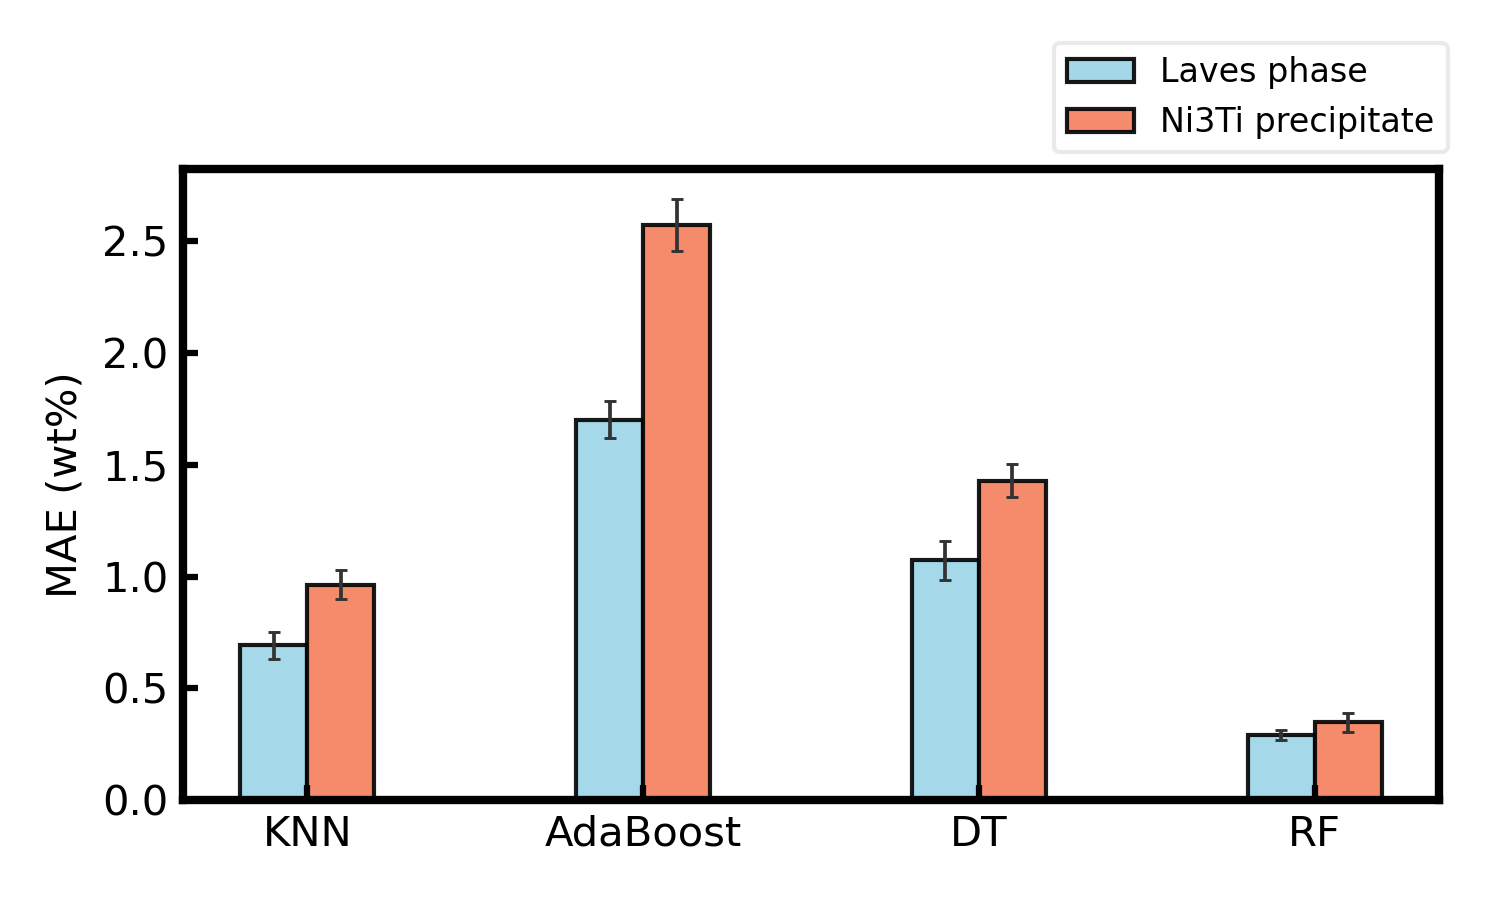 Laves phase
Ni3Ti precipitate
MAE (wt%)
2.5
2.0
1.5
1.0
0.5
0.0
KNN AdaBoost DT RF